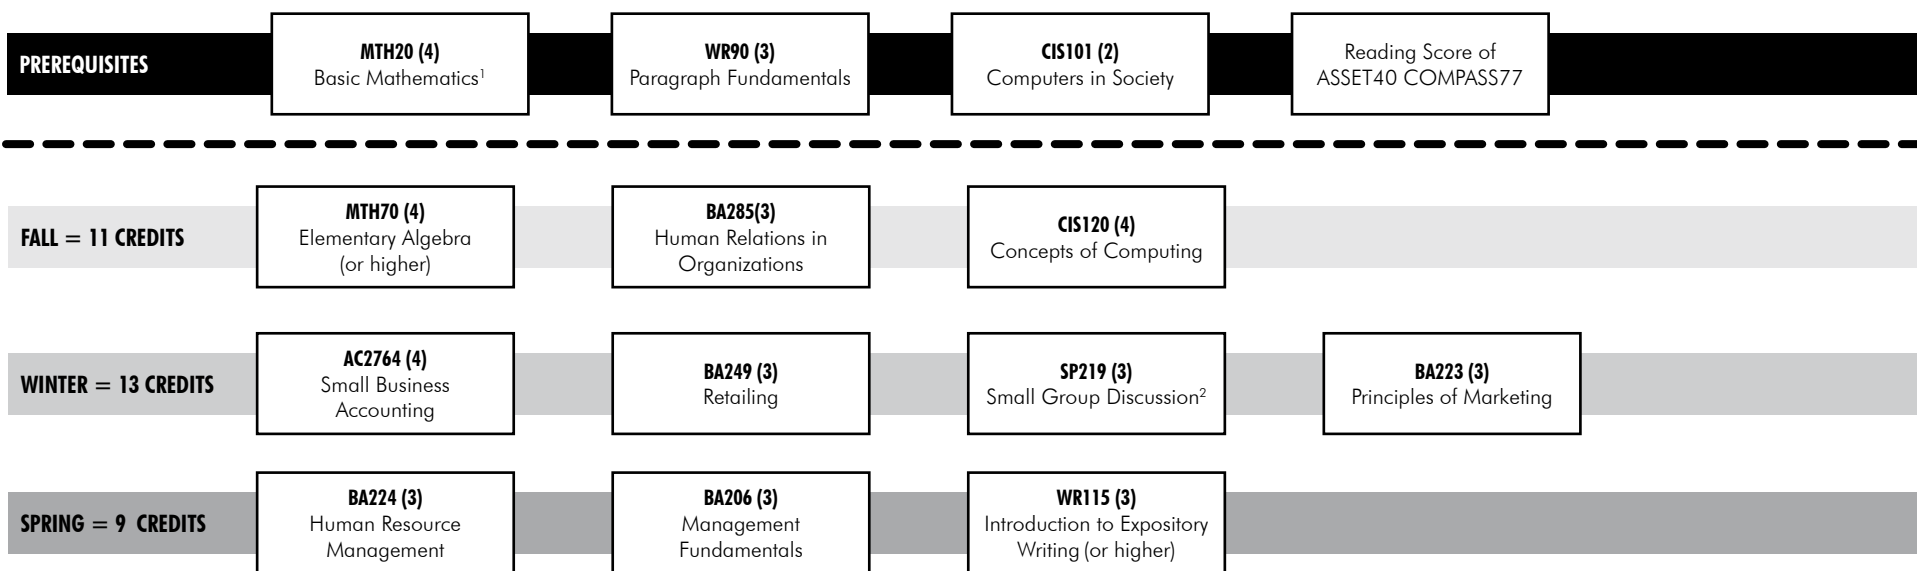 PREREQUISITES
MTH20 (4)
Basic Mathematics¹
WR90 (3)
Paragraph Fundamentals
CIS101 (2)
Computers in Society
Reading Score of
ASSET40 COMPASS77
FALL = 11 CREDITS
MTH70 (4)
Elementary Algebra
(or higher)
BA285(3)
Human Relations in
Organizations
CIS120 (4)
Concepts of Computing
WINTER = 13 CREDITS
AC2764 (4)
Small Business
Accounting
BA249 (3)
Retailing
SP219 (3)
Small Group Discussion²
BA223 (3)
Principles of Marketing
SPRING = 9 CREDITS
BA224 (3)
Human Resource
Management
BA206 (3)
Management
Fundamentals
WR115 (3)
Introduction to Expository
Writing (or higher)